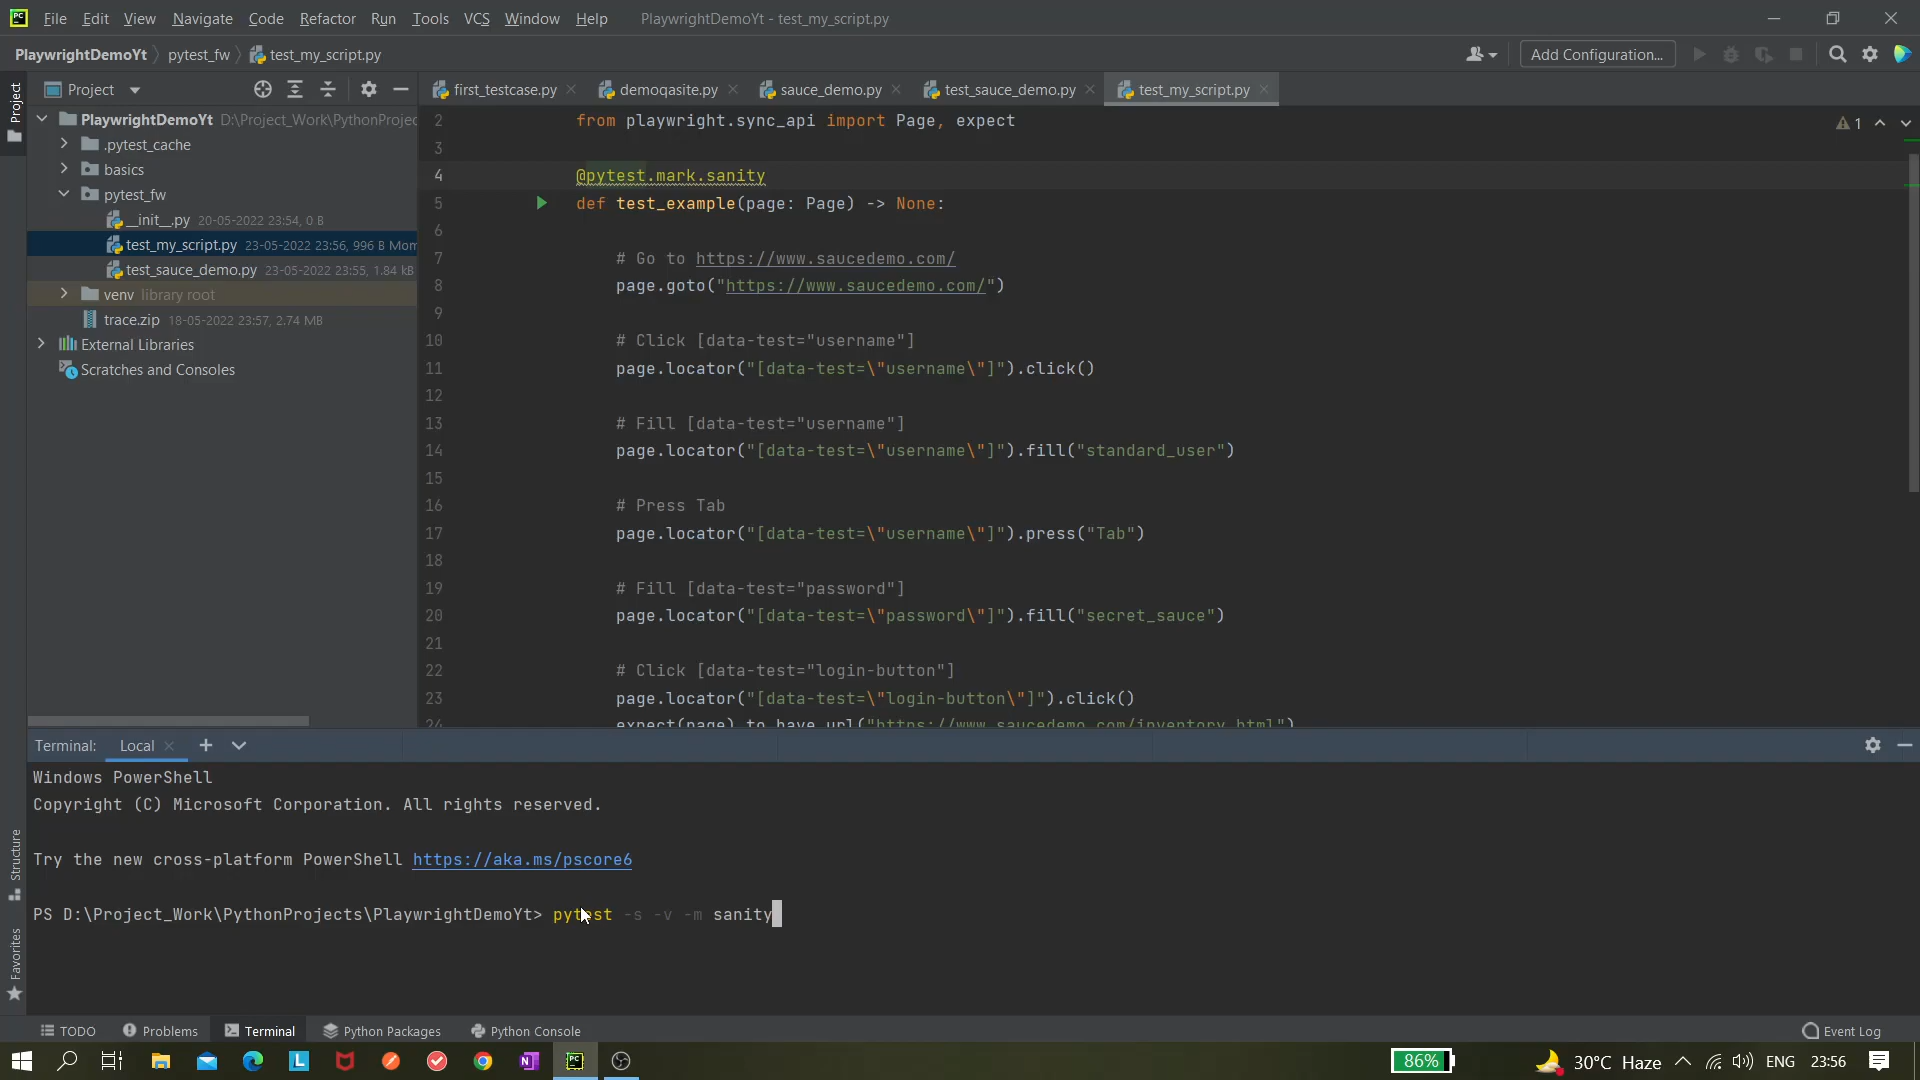 File Edit View Navigate Code Refactor Run Tools VCS Window Help PlaywrightDemoYt - test_my_script.py
PlaywrightDemoYt pytest_fw test_my_script.py Add Configuration...
Project
Project
first_testcase.py demoqasite.py sauce_demo.py test_sauce_demo.py test_my_script.py
PlaywrightDemoYt D:\Project_Work\PythonProjec
.pytest_cache
basics
pytest_fw
__init__.py 20-05-2022 23:54, 0 B
test_my_script.py 23-05-2022 23:56, 996 B Mom
test_sauce_demo.py 23-05-2022 23:55, 1.84 kB
venv library root
trace.zip 18-05-2022 23:57, 2.74 MB
External Libraries
Scratches and Consoles
1
2 from playwright.sync_api import Page, expect
3
4 @pytest.mark.sanity
5 def test_example(page: Page) -> None:
6
7 # Go to https://www.saucedemo.com/
8 page.goto("https://www.saucedemo.com/")
9
10 # Click [data-test="username"]
11 page.locator("[data-test=\"username\"]").click()
12
13 # Fill [data-test="username"]
14 page.locator("[data-test=\"username\"]").fill("standard_user")
15
16 # Press Tab
17 page.locator("[data-test=\"username\"]").press("Tab")
18
19 # Fill [data-test="password"]
20 page.locator("[data-test=\"password\"]").fill("secret_sauce")
21
22 # Click [data-test="login-button"]
23 page.locator("[data-test=\"login-button\"]").click()
24 expect(page).to_have_url("https://www.saucedemo.com/inventory.html")
Terminal: Local
Windows PowerShell
Copyright (C) Microsoft Corporation. All rights reserved.
Try the new cross-platform PowerShell https://aka.ms/pscore6
PS D:\Project_Work\PythonProjects\PlaywrightDemoYt> pytest -s -v -m sanity
Structure
Favorites
TODO Problems Terminal Python Packages Python Console Event Log
86% 30°C Haze ENG 23:56